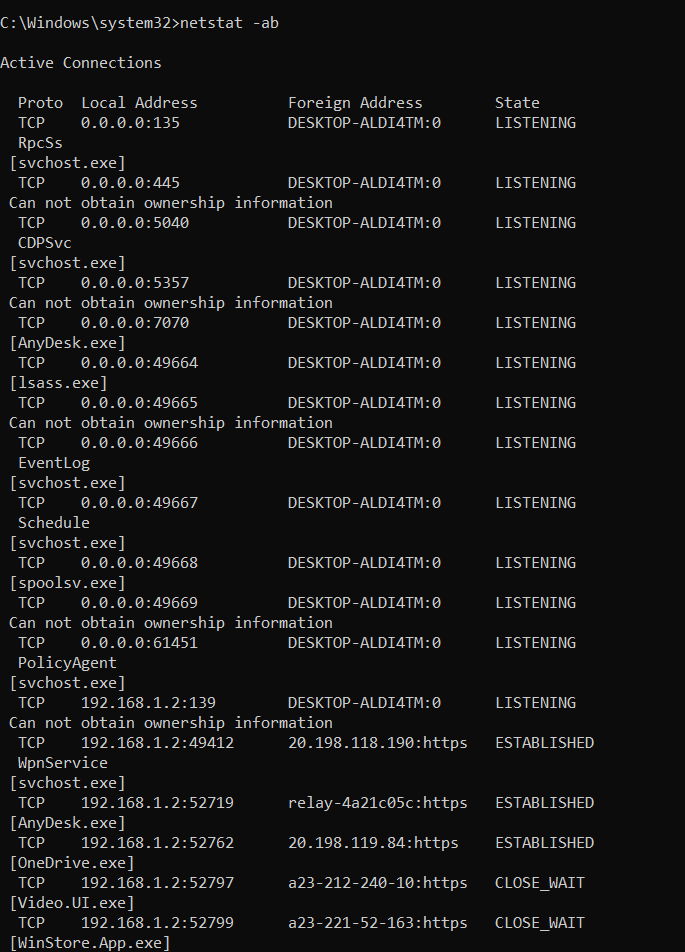 C:\Windows\system32>netstat -ab
Active Connections
Proto  Local Address          Foreign Address        State
TCP    0.0.0.0:135            DESKTOP-ALDI4TM:0      LISTENING
RpcSs
[svchost.exe]
TCP    0.0.0.0:445            DESKTOP-ALDI4TM:0      LISTENING
Can not obtain ownership information
TCP    0.0.0.0:5040           DESKTOP-ALDI4TM:0      LISTENING
CDPSvc
[svchost.exe]
TCP    0.0.0.0:5357           DESKTOP-ALDI4TM:0      LISTENING
Can not obtain ownership information
TCP    0.0.0.0:7070           DESKTOP-ALDI4TM:0      LISTENING
[AnyDesk.exe]
TCP    0.0.0.0:49664          DESKTOP-ALDI4TM:0      LISTENING
[lsass.exe]
TCP    0.0.0.0:49665          DESKTOP-ALDI4TM:0      LISTENING
Can not obtain ownership information
TCP    0.0.0.0:49666          DESKTOP-ALDI4TM:0      LISTENING
EventLog
[svchost.exe]
TCP    0.0.0.0:49667          DESKTOP-ALDI4TM:0      LISTENING
Schedule
[svchost.exe]
TCP    0.0.0.0:49668          DESKTOP-ALDI4TM:0      LISTENING
[spoolsv.exe]
TCP    0.0.0.0:49669          DESKTOP-ALDI4TM:0      LISTENING
Can not obtain ownership information
TCP    0.0.0.0:61451          DESKTOP-ALDI4TM:0      LISTENING
PolicyAgent
[svchost.exe]
TCP    192.168.1.2:139        DESKTOP-ALDI4TM:0      LISTENING
Can not obtain ownership information
TCP    192.168.1.2:49412      20.198.118.190:https   ESTABLISHED
WpnService
[svchost.exe]
TCP    192.168.1.2:52719      relay-4a21c05c:https   ESTABLISHED
[AnyDesk.exe]
TCP    192.168.1.2:52762      20.198.119.84:https    ESTABLISHED
[OneDrive.exe]
TCP    192.168.1.2:52797      a23-212-240-10:https   CLOSE_WAIT
[Video.UI.exe]
TCP    192.168.1.2:52799      a23-221-52-163:https   CLOSE_WAIT
[WinStore.App.exe]